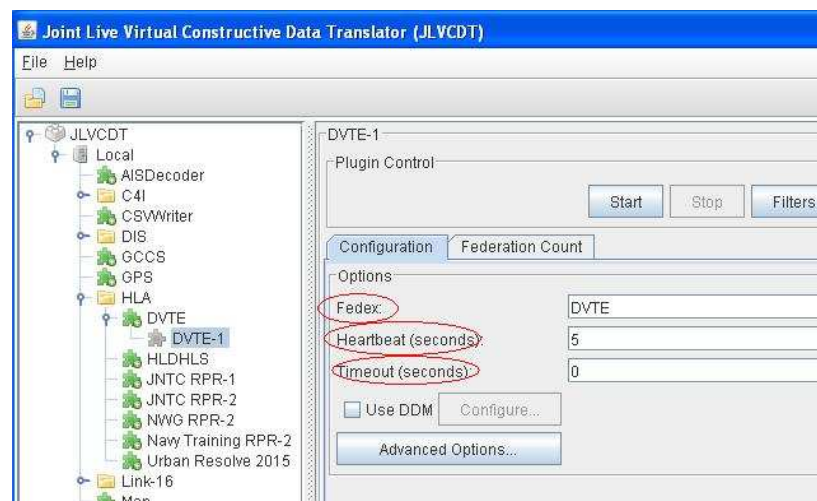 Joint Live Virtual Constructive Data Translator (JLVCDT)
File Help
JLVCDT
Local
AISDecoder
C4I
CSVWriter
DIS
GCCS
GPS
HLA
DVTE
DVTE-1
HLDHLS
JNTC RPR-1
JNTC RPR-2
NWG RPR-2
Navy Training RPR-2
Urban Resolve 2015
Link-16
DVTE-1
Plugin Control
Start Stop Filters
Configuration Federation Count
Options
Fedex: DVTE
Heartbeat (seconds): 5
Timeout (seconds): 0
Use DDM Configure...
Advanced Options...